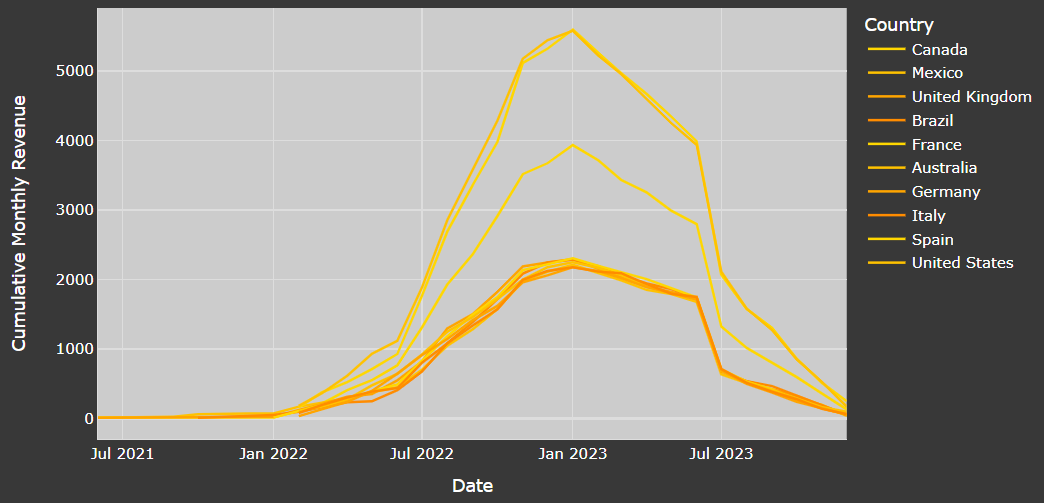 Country
Canada
Mexico
United Kingdom
Brazil
France
Australia
Germany
Italy
Spain
United States
Cumulative Monthly Revenue
5000
4000
3000
2000
1000
0
Jul 2021
Jan 2022
Jul 2022
Jan 2023
Jul 2023
Date